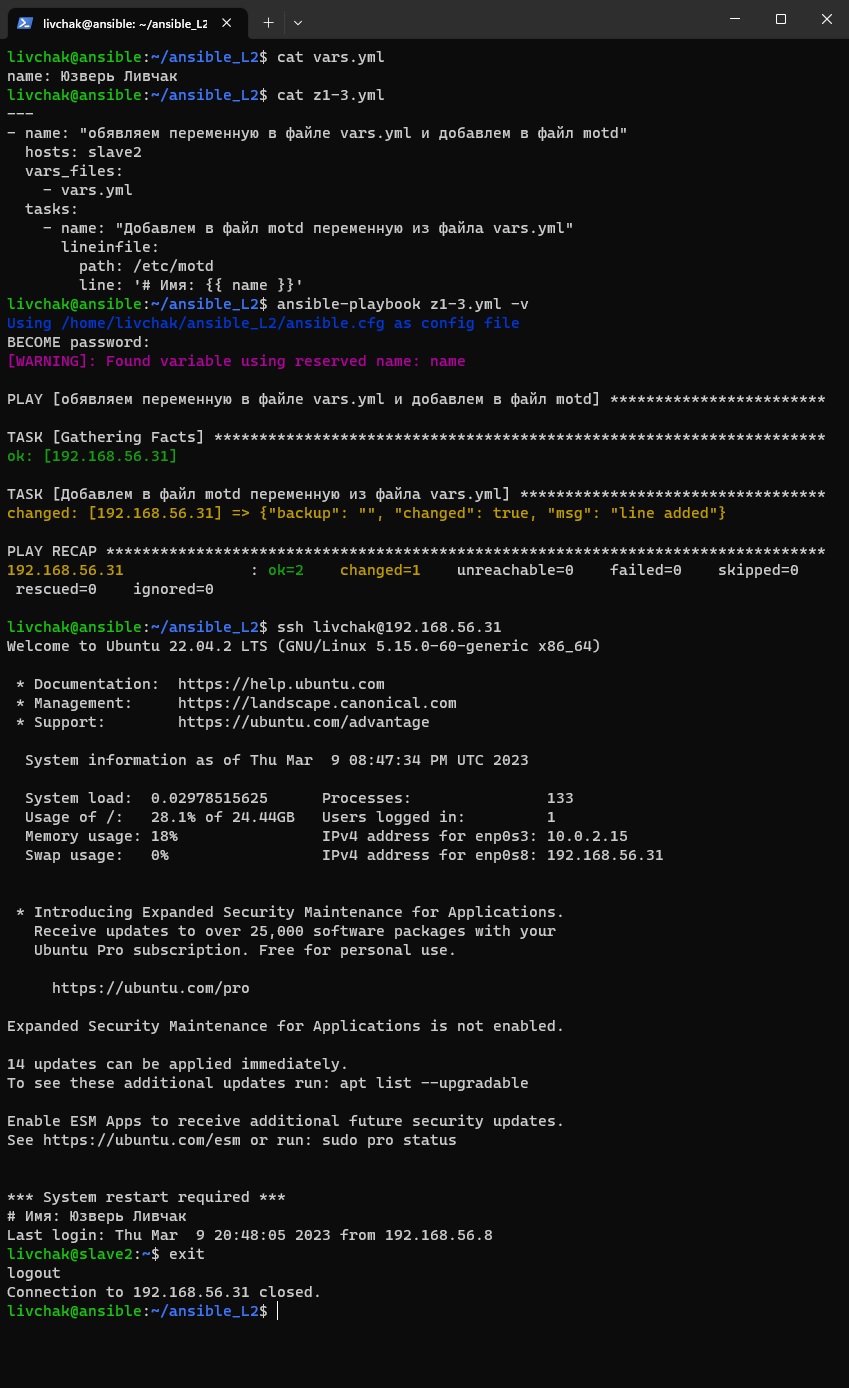 livchak@ansible: ~/ansible_L2
livchak@ansible:~/ansible_L2$ cat vars.yml
name: Юзверь Ливчак
livchak@ansible:~/ansible_L2$ cat z1-3.yml
---
- name: "обявляем переменную в файле vars.yml и добавлем в файл motd"
  hosts: slave2
  vars_files:
    - vars.yml
  tasks:
    - name: "Добавлем в файл motd переменную из файла vars.yml"
      lineinfile:
        path: /etc/motd
        line: '# Имя: {{ name }}'
livchak@ansible:~/ansible_L2$ ansible-playbook z1-3.yml -v
Using /home/livchak/ansible_L2/ansible.cfg as config file
BECOME password:
[WARNING]: Found variable using reserved name: name
PLAY [обявляем переменную в файле vars.yml и добавлем в файл motd] ************************
TASK [Gathering Facts] ********************************************************************
ok: [192.168.56.31]
TASK [Добавлем в файл motd переменную из файла vars.yml] **********************************
changed: [192.168.56.31] => {"backup": "", "changed": true, "msg": "line added"}
PLAY RECAP ********************************************************************************
192.168.56.31              : ok=2    changed=1    unreachable=0    failed=0    skipped=0
 rescued=0    ignored=0
livchak@ansible:~/ansible_L2$ ssh livchak@192.168.56.31
Welcome to Ubuntu 22.04.2 LTS (GNU/Linux 5.15.0-60-generic x86_64)
 * Documentation:  https://help.ubuntu.com
 * Management:     https://landscape.canonical.com
 * Support:        https://ubuntu.com/advantage
  System information as of Thu Mar  9 08:47:34 PM UTC 2023
  System load:  0.02978515625      Processes:               133
  Usage of /:   28.1% of 24.44GB   Users logged in:         1
  Memory usage: 18%                IPv4 address for enp0s3: 10.0.2.15
  Swap usage:   0%                 IPv4 address for enp0s8: 192.168.56.31
 * Introducing Expanded Security Maintenance for Applications.
   Receive updates to over 25,000 software packages with your
   Ubuntu Pro subscription. Free for personal use.
     https://ubuntu.com/pro
Expanded Security Maintenance for Applications is not enabled.
14 updates can be applied immediately.
To see these additional updates run: apt list --upgradable
Enable ESM Apps to receive additional future security updates.
See https://ubuntu.com/esm or run: sudo pro status
*** System restart required ***
# Имя: Юзверь Ливчак
Last login: Thu Mar  9 20:48:05 2023 from 192.168.56.8
livchak@slave2:~$ exit
logout
Connection to 192.168.56.31 closed.
livchak@ansible:~/ansible_L2$